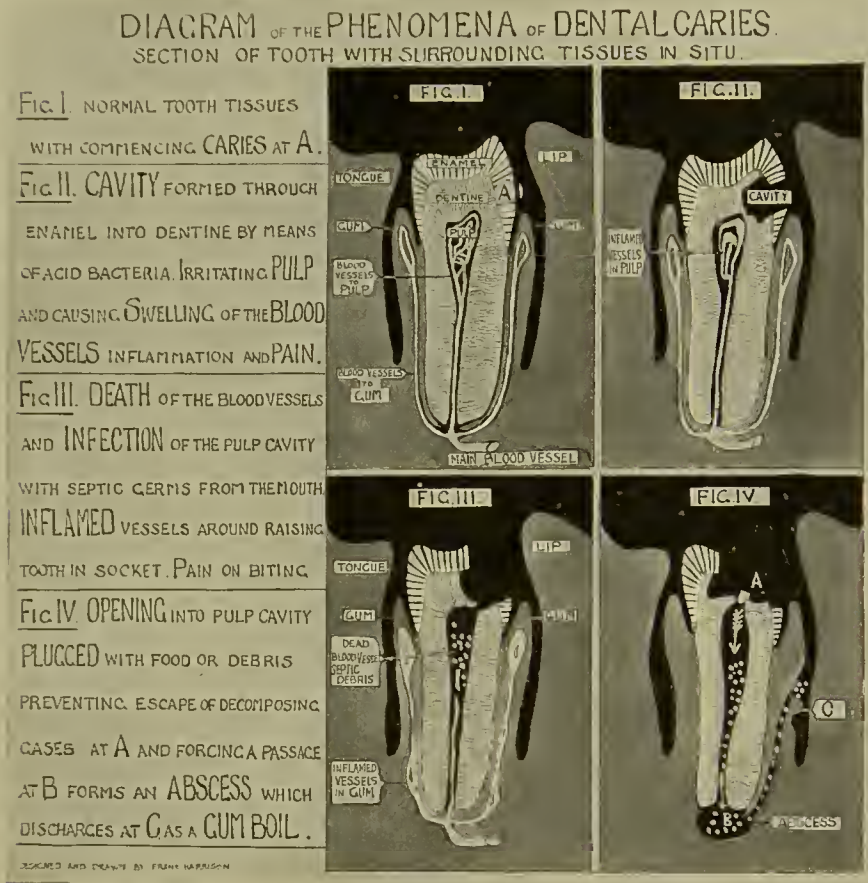 DIAGRAM OF THE PHENOMENA OF DENTAL CARIES.
SECTION OF TOOTH WITH SURROUNDING TISSUES IN SITU.
FIG. I. NORMAL TOOTH TISSUES
WITH COMMENCING CARIES AT A.
FIG. II. CAVITY FORMED THROUGH
ENAMEL INTO DENTINE BY MEANS
OF ACID BACTERIA. IRRITATING PULP
AND CAUSING SWELLING OF THE BLOOD
VESSELS INFLAMMATION AND PAIN.
FIG III. DEATH OF THE BLOOD VESSELS
AND INFECTION OF THE PULP CAVITY
WITH SEPTIC GERMS FROM THE MOUTH.
INFLAMED VESSELS AROUND RAISING
TOOTH IN SOCKET. PAIN ON BITING
FIG IV. OPENING INTO PULP CAVITY
PLUGGED WITH FOOD OR DEBRIS
PREVENTING ESCAPE OF DECOMPOSING
GASES AT A AND FORCING A PASSAGE
AT B FORMS AN ABSCESS WHICH
DISCHARGES AT C AS A GUM BOIL.
DESIGNED AND DRAWN BY FRANK HARRISON
FIG. I.
ENAMEL
LIP
TONGUE
A
DENTINE
GUM
PULP
GUM
BLOOD
VESSELS
TO
PULP
BLOOD VESSELS
TO
GUM
MAIN BLOOD VESSEL
FIG. II.
CAVITY
INFLAMED
VESSELS
IN PULP
FIG. III
LIP
TONGUE
GUM
GUM
DEAD
BLOOD VESSE
SEPTIC
DEBRIS
INFLAMED
VESSELS
IN GUM
FIG. IV.
A
C
B
ABSCESS